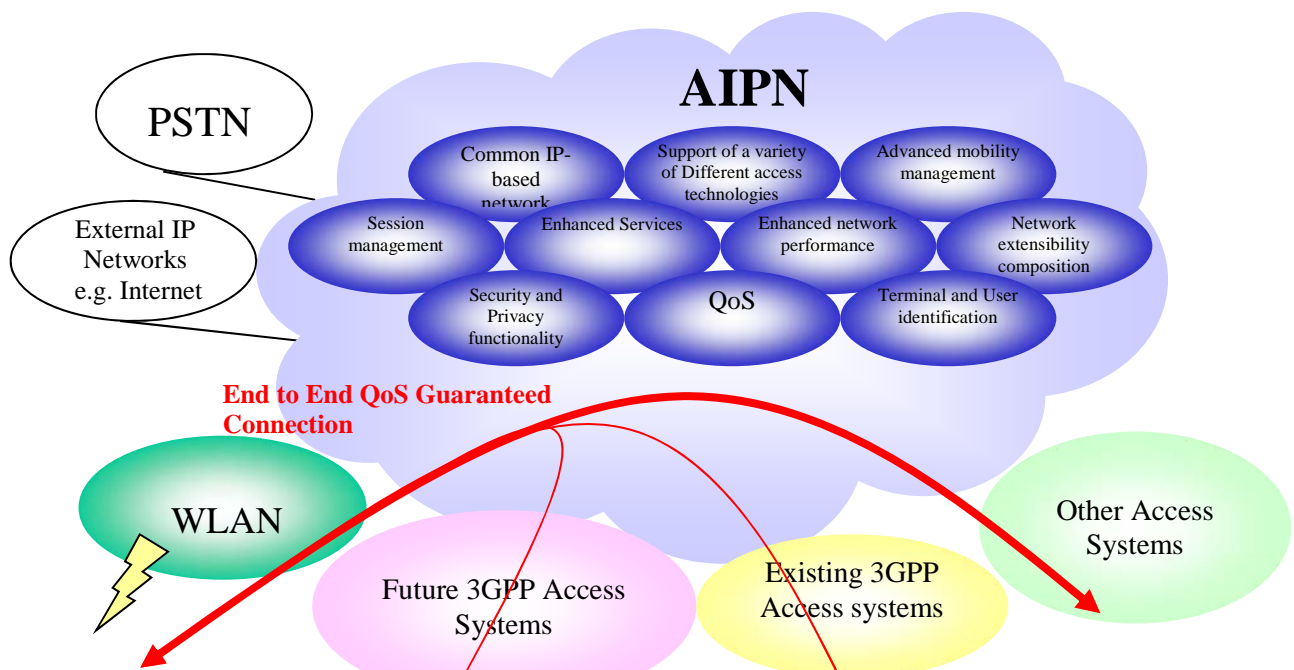 AIPN
PSTN
Common IP-
based
network
Support of a variety
of Different access
technologies
Advanced mobility
management
External IP
Networks
e.g. Internet
Session
management
Enhanced Services
Enhanced network
performance
Network
extensibility
composition
Security and
Privacy
functionality
QoS
Terminal and User
identification
End to End QoS Guaranteed
Connection
WLAN
Other Access
Systems
Future 3GPP Access
Systems
Existing 3GPP
Access systems